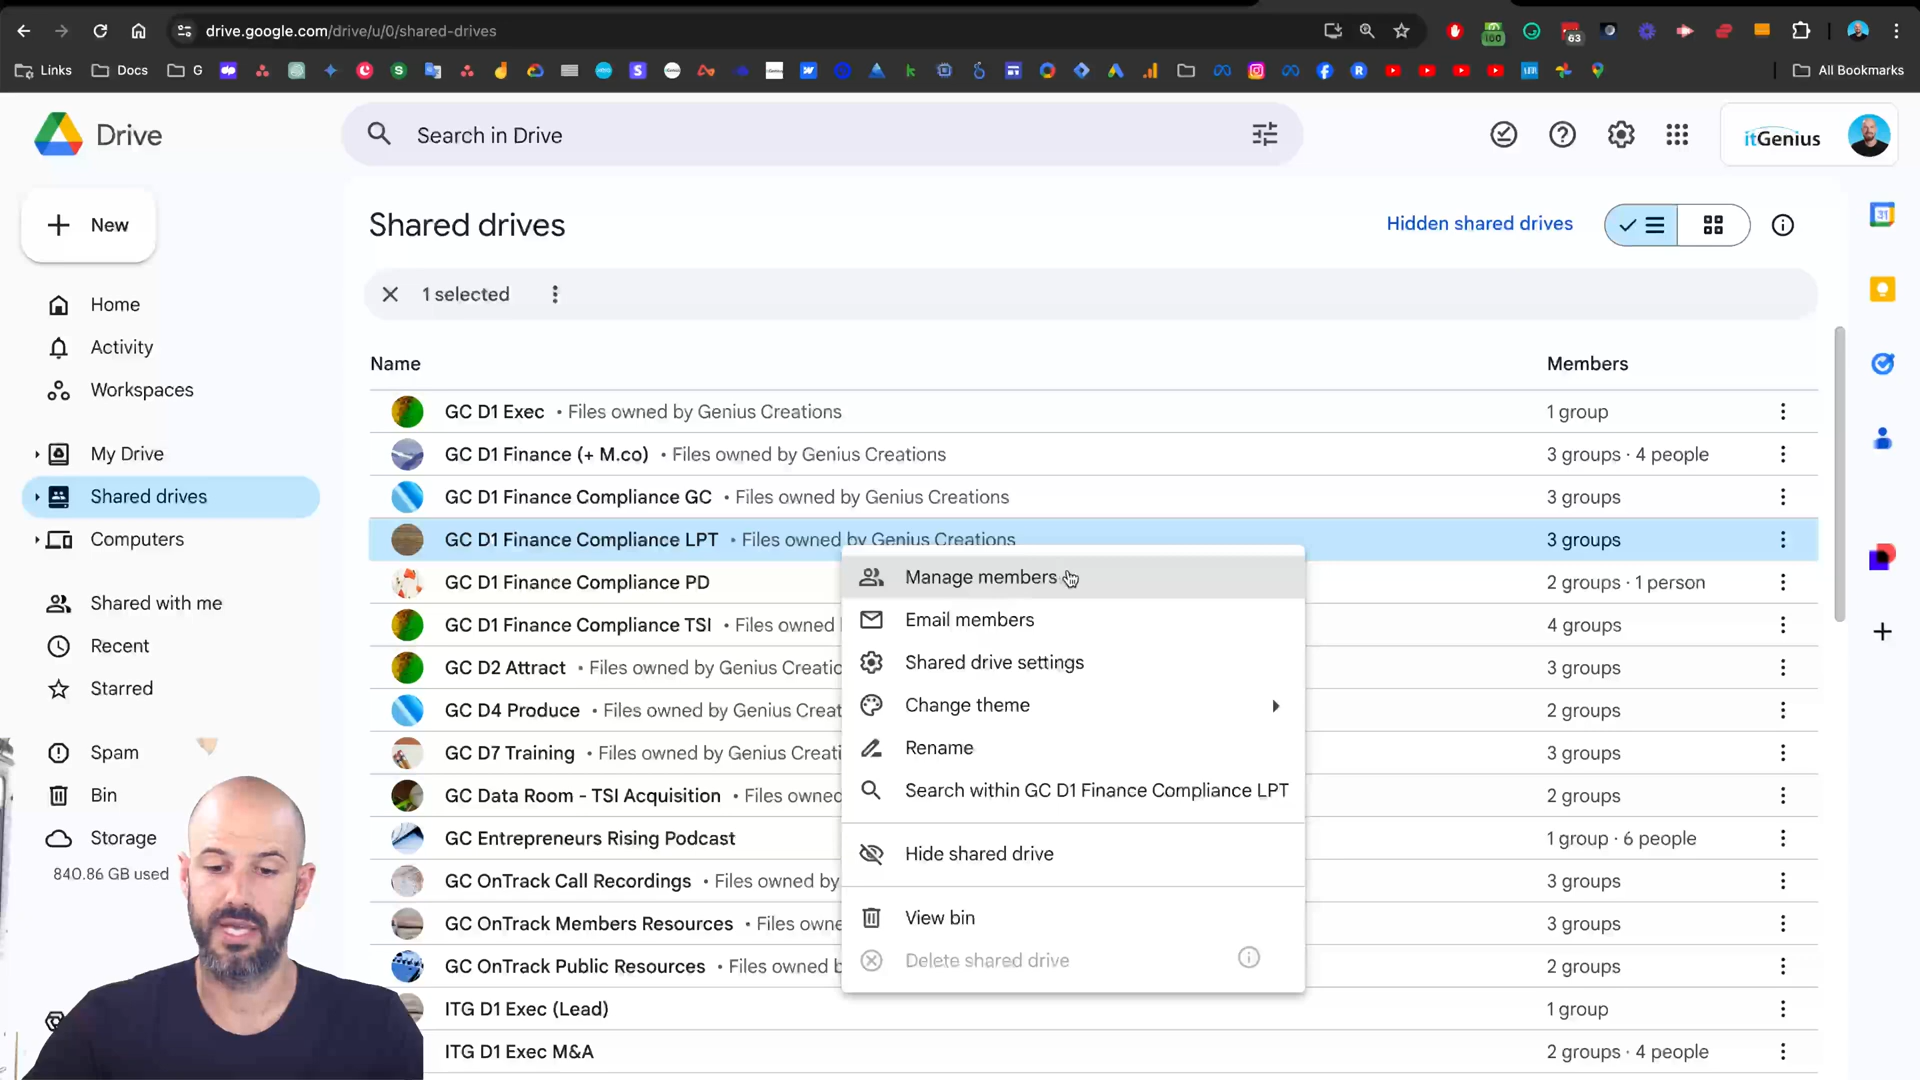 drive.google.com/drive/u/0/shared-drives
100
63
Links
Docs
G
All Bookmarks
Drive
Search in Drive
itGenius
New
Shared drives
Hidden shared drives
1 selected
Home
Activity
Workspaces
My Drive
Shared drives
Computers
Shared with me
Recent
Starred
Spam
Bin
Storage
840.86 GB used
Name
Members
GC D1 Exec • Files owned by Genius Creations
1 group
GC D1 Finance (+ M.co) • Files owned by Genius Creations
3 groups · 4 people
GC D1 Finance Compliance GC • Files owned by Genius Creations
3 groups
GC D1 Finance Compliance LPT • Files owned by Genius Creations
3 groups
GC D1 Finance Compliance PD
2 groups · 1 person
GC D1 Finance Compliance TSI • Files owned
4 groups
GC D2 Attract • Files owned by Genius Creatio
3 groups
GC D4 Produce • Files owned by Genius Creat
2 groups
GC D7 Training • Files owned by Genius Creati
3 groups
GC Data Room - TSI Acquisition • Files owne
2 groups
GC Entrepreneurs Rising Podcast
1 group · 6 people
GC OnTrack Call Recordings • Files owned by
3 groups
GC OnTrack Members Resources • Files owne
3 groups
GC OnTrack Public Resources • Files owned b
2 groups
ITG D1 Exec (Lead)
1 group
ITG D1 Exec M&A
2 groups · 4 people
Manage members
Email members
Shared drive settings
Change theme
Rename
Search within GC D1 Finance Compliance LPT
Hide shared drive
View bin
Delete shared drive
31